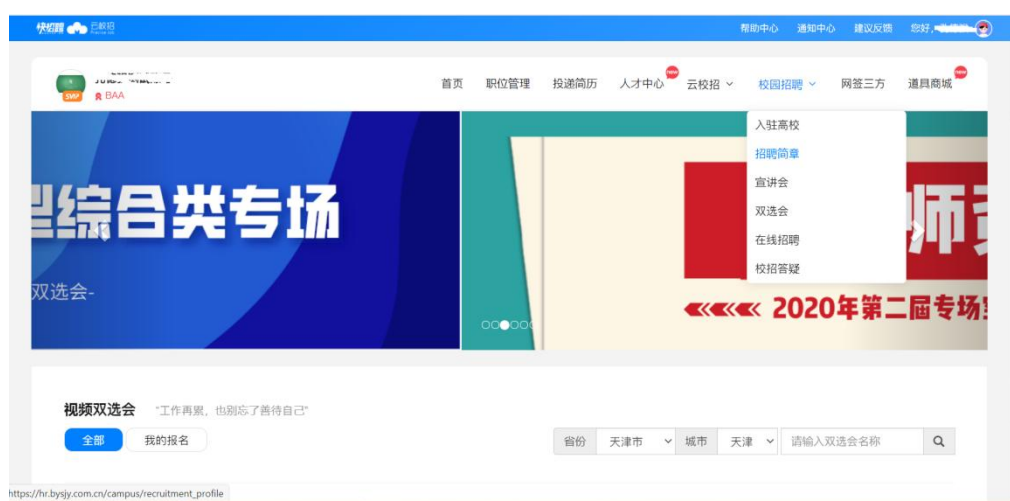 快招聘 云校招
帮助中心 通知中心 建议反馈 您好,
SVIP BAA
首页 职位管理 投递简历 人才中心 new 云校招 校园招聘 网签三方 道具商城 new
入驻高校
招聘简章
宣讲会
双选会
在线招聘
校招答疑
综合类专场
双选会-
师
2020年第二届专场
视频双选会 "工作再累,也别忘了善待自己"
全部 我的报名
省份 天津市 城市 天津 请输入双选会名称
https://hr.bysjy.com.cn/campus/recruitment_profile